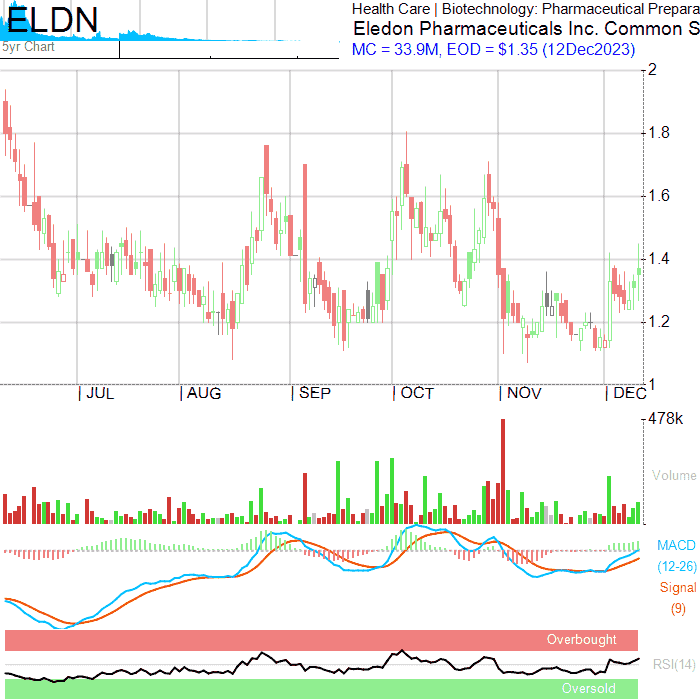 ELDN
5yr Chart
Health Care | Biotechnology: Pharmaceutical Prepara
Eledon Pharmaceuticals Inc. Common S
MC = 33.9M, EOD = $1.35 (12Dec2023)
2
1.8
1.6
1.4
1.2
1
JUL
AUG
SEP
OCT
NOV
DEC
478k
Volume
MACD
(12-26)
Signal
(9)
Overbought
RSI(14)
Oversold